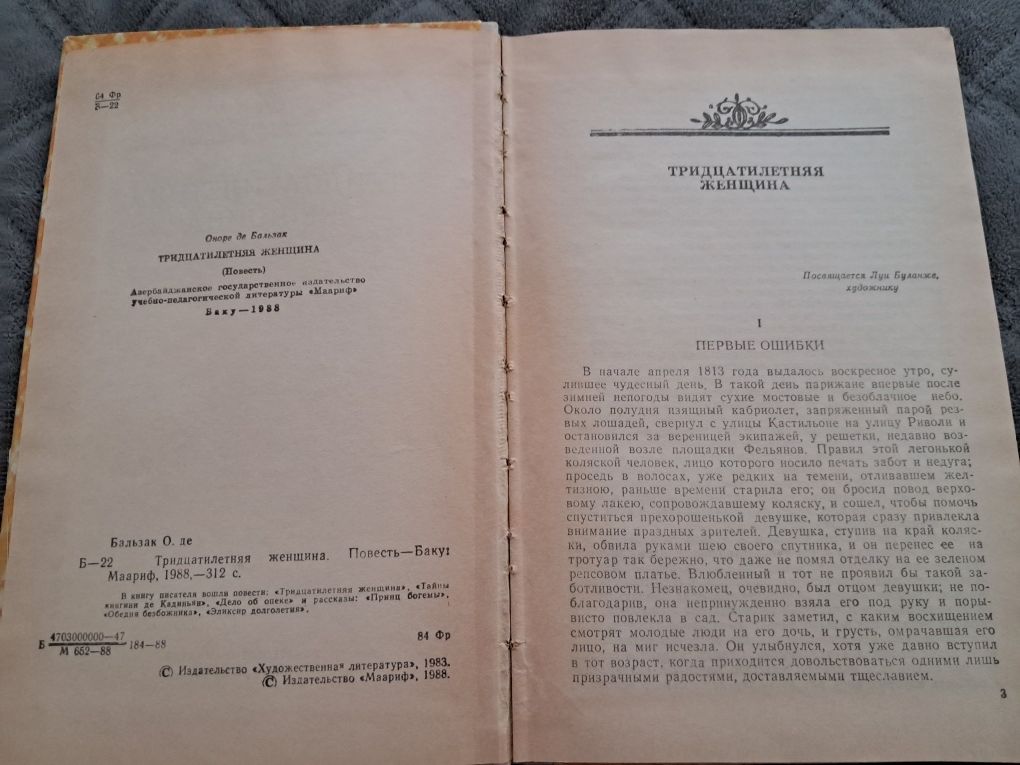 84 Фр
Б—22
Оноре де Бальзак
ТРИДЦАТИЛЕТНЯЯ ЖЕНЩИНА
(Повесть)
Азербайджанское государственное издательство
учебно-педагогической литературы «Маариф»
Баку—1988
Бальзак О. де
Б—22 Тридцатилетняя женщина. Повесть—Баку:
Маариф, 1988,—312 с.
В книгу писателя вошли повести: «Тридцатилетняя женщина», «Тайны
княгини де Кадиньян», «Дело об опеке» и рассказы: «Принц богемы»,
«Обедня безбожника», «Эликсир долголетия».
Б 4703000000—47
М 652—88 184—88 84 Фр
© Издательство «Художественная литература», 1983.
© Издательство «Маариф», 1988.
ТРИДЦАТИЛЕТНЯЯ
ЖЕНЩИНА
Посвящается Луи Буланже,
художнику
I
ПЕРВЫЕ ОШИБКИ
В начале апреля 1813 года выдалось воскресное утро, су-
лившее чудесный день. В такой день парижане впервые после
зимней непогоды видят сухие мостовые и безоблачное небо.
Около полудня изящный кабриолет, запряженный парой рез-
вых лошадей, свернул с улицы Кастильоне на улицу Риволи и
остановился за вереницей экипажей, у решетки, недавно воз-
веденной возле площадки Фельянов. Правил этой легонькой
коляской человек, лицо которого носило печать забот и недуга;
проседь в волосах, уже редких на темени, отливавшем жел-
тизною, раньше времени старила его; он бросил повод верхо-
вому лакею, сопровождавшему коляску, и сошел, чтобы помочь
спуститься прехорошенькой девушке, которая сразу привлекла
внимание праздных зрителей. Девушка, ступив на край коляс-
ки, обвила руками шею своего спутника, и он перенес ее на
тротуар так бережно, что даже не помял отделку на ее зеленом
репсовом платье. Влюбленный и тот не проявил бы такой за-
ботливости. Незнакомец, очевидно, был отцом девушки; не по-
благодарив, она непринужденно взяла его под руку и поры-
висто повлекла в сад. Старик заметил, с каким восхищением
смотрят молодые люди на его дочь, и грусть, омрачавшая его
лицо, на миг исчезла. Он улыбнулся, хотя уже давно вступил
в тот возраст, когда приходится довольствоваться одними лишь
призрачными радостями, доставляемыми тщеславием.
3